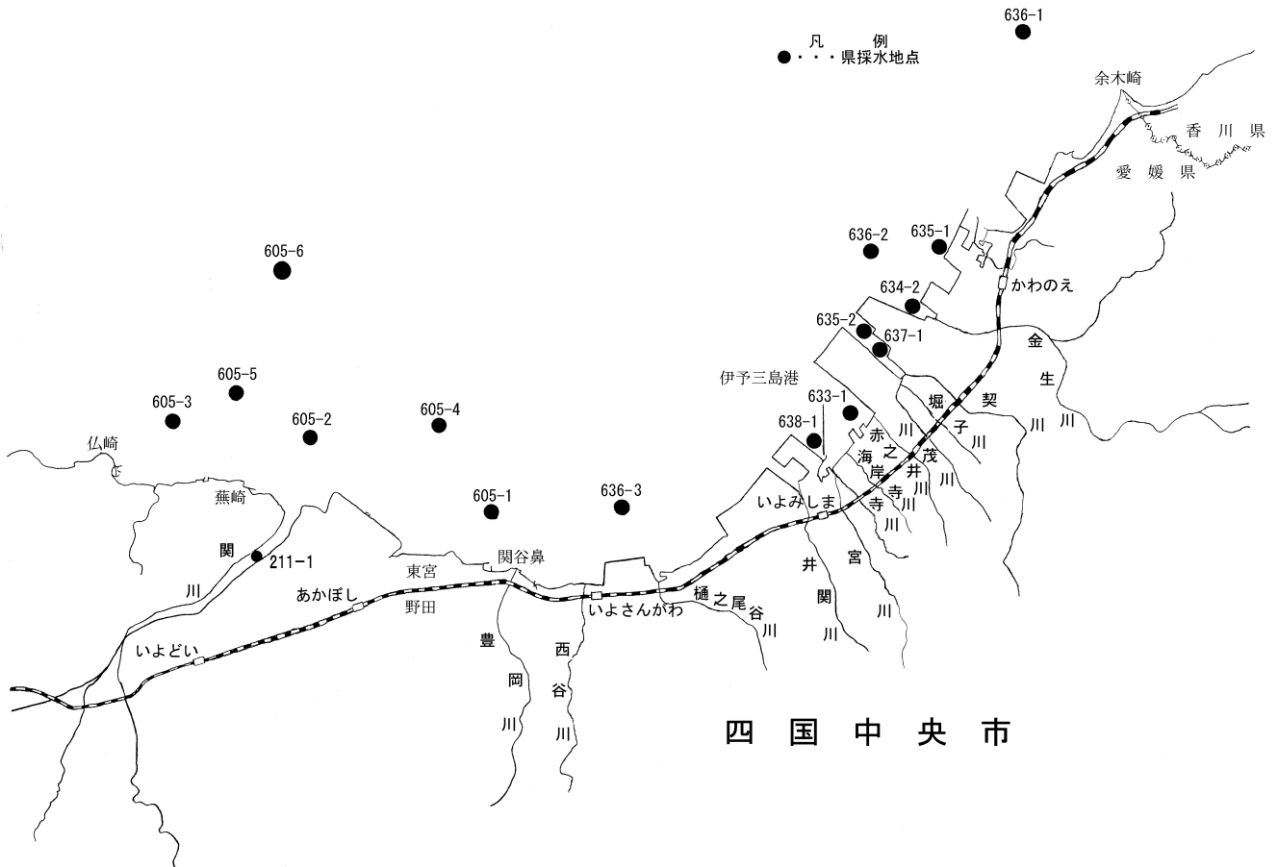 636-1
凡　　例
●・・・県採水地点
余木崎
香　川　県
愛　媛　県
605-6
636-2
635-1
かわのえ
634-2
635-2
637-1
金生川
605-5
605-3
605-2
605-4
伊予三島港
633-1
638-1
契川
堀子川
赤之井川
茂川
海岸寺川
寺川
仏崎
蕪崎
605-1
636-3
いよみしま
関川
211-1
関谷鼻
東宮
野田
あかぼし
いよさんがわ
樋之尾谷川
井関川
宮川
いよどい
豊岡川
西谷川
四　国　中　央　市